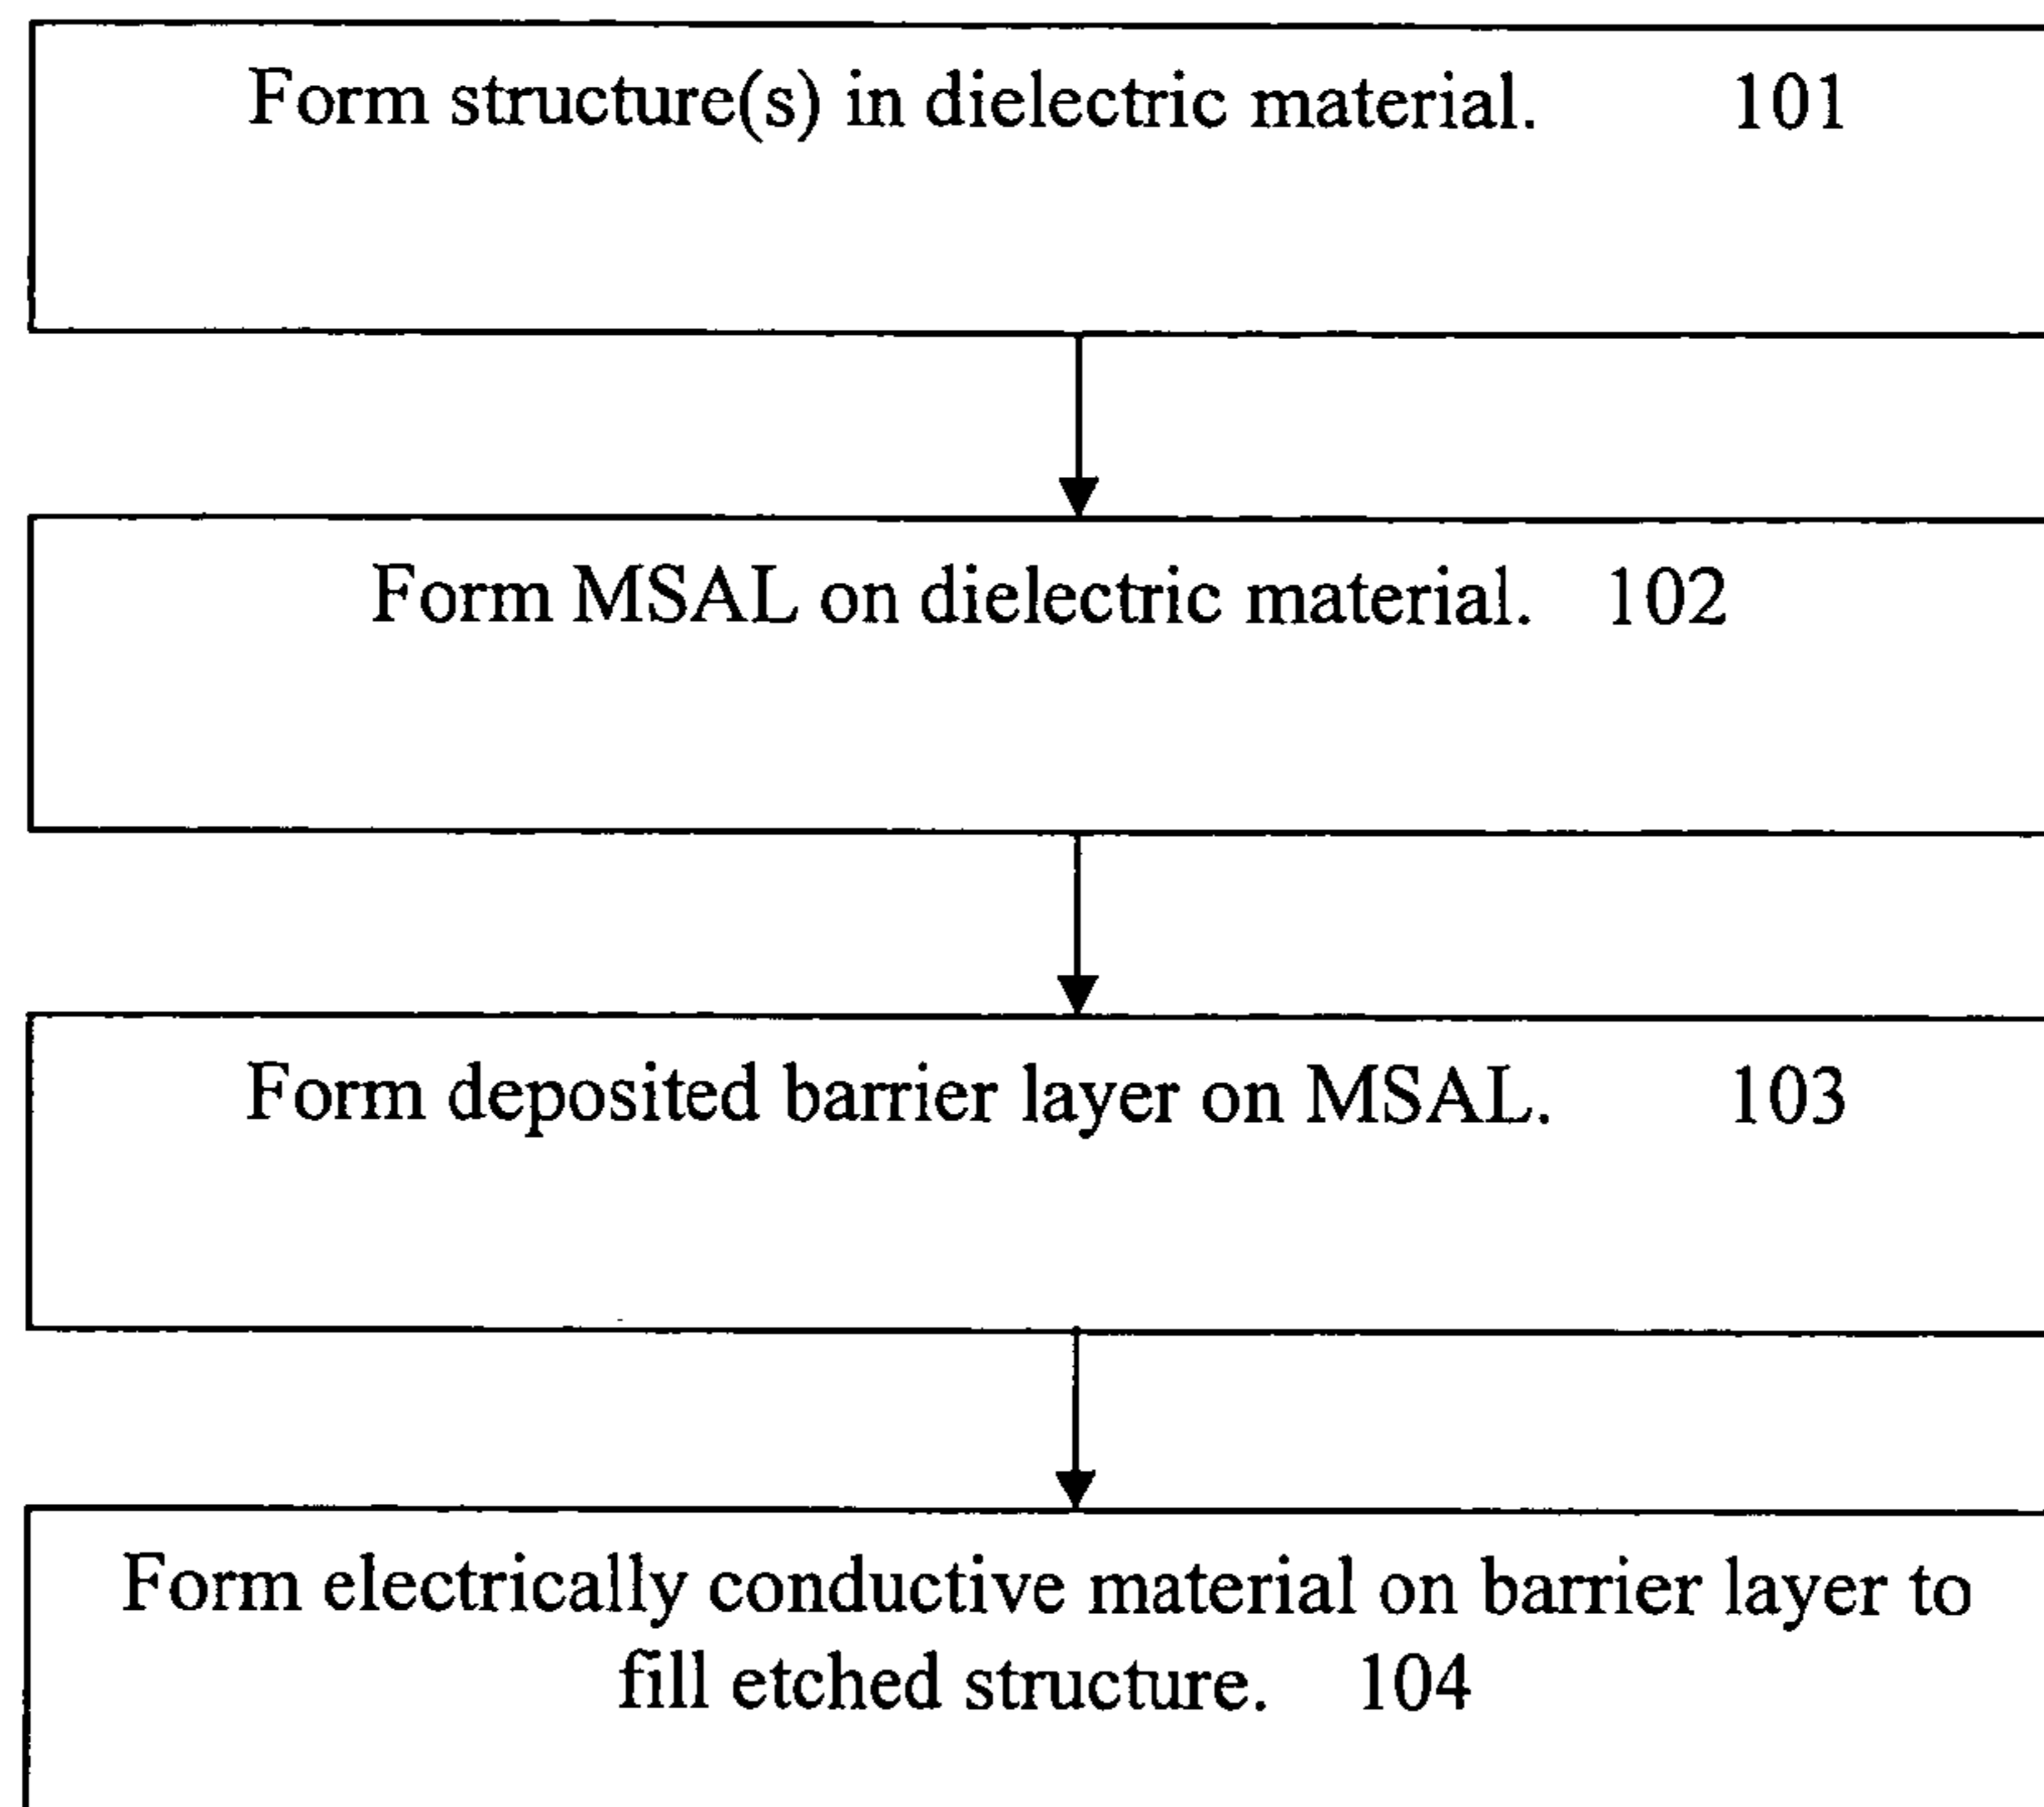 Form structure(s) in dielectric material. 101
Form MSAL on dielectric material. 102
Form deposited barrier layer on MSAL. 103
Form electrically conductive material on barrier layer to
fill etched structure. 104